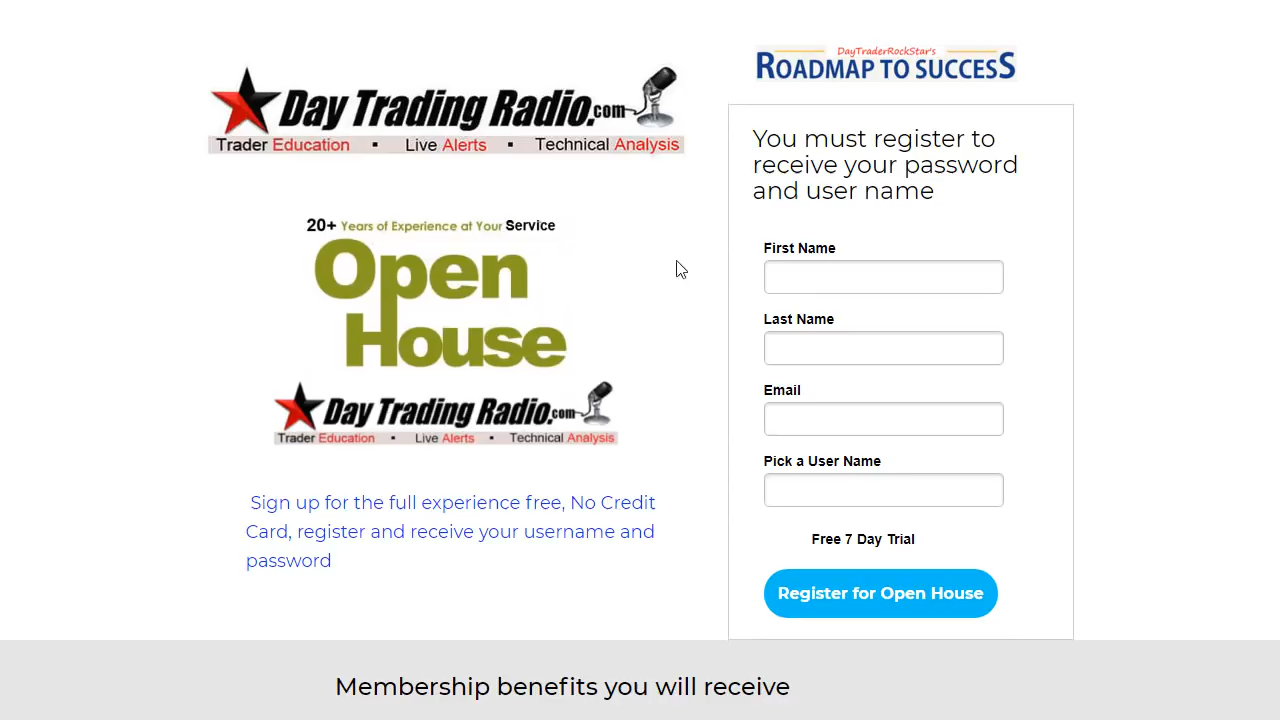 Day Trading Radio.com
Trader Education ▪ Live Alerts ▪ Technical Analysis
20+ Years of Experience at Your Service
Open
House
Day Trading Radio.com
Trader Education ▪ Live Alerts ▪ Technical Analysis
Sign up for the full experience free, No Credit
Card, register and receive your username and
password
DayTraderRockStar's
ROADMAP TO SUCCESS
You must register to
receive your password
and user name
First Name
Last Name
Email
Pick a User Name
Free 7 Day Trial
Register for Open House
Membership benefits you will receive